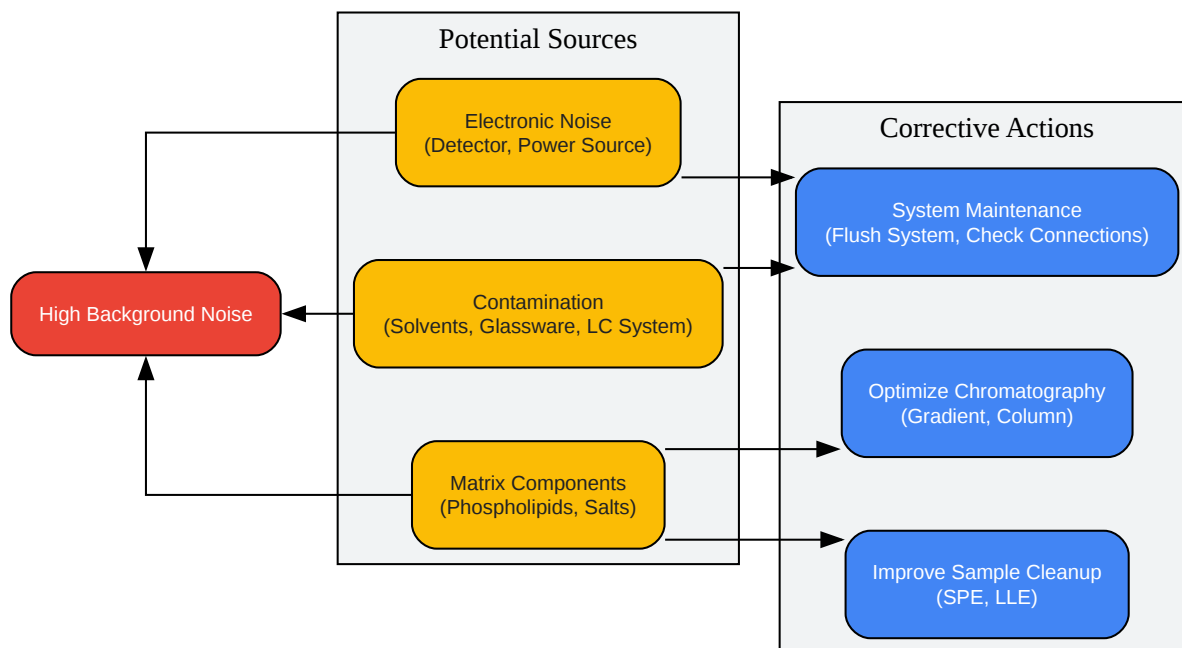 Potential Sources
Electronic Noise
(Detector, Power Source)
Corrective Actions
System Maintenance
(Flush System, Check Connections)
High Background Noise
Contamination
(Solvents, Glassware, LC System)
Optimize Chromatography
(Gradient, Column)
Matrix Components
(Phospholipids, Salts)
Improve Sample Cleanup
(SPE, LLE)